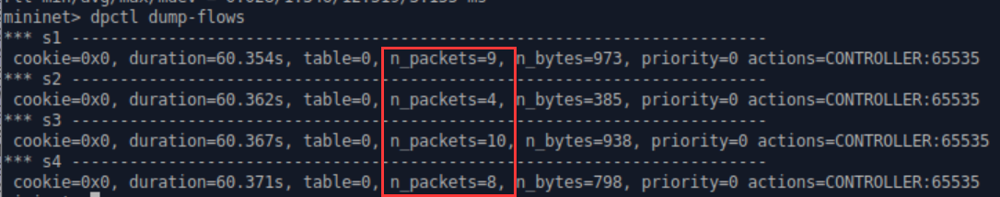 mininet> dpctl dump-flows
*** s1 ------------------------------------------------------------------------
cookie=0x0, duration=60.354s, table=0, n_packets=9, n_bytes=973, priority=0 actions=CONTROLLER:65535
*** s2 ------------------------------------------------------------------------
cookie=0x0, duration=60.362s, table=0, n_packets=4, n_bytes=385, priority=0 actions=CONTROLLER:65535
*** s3 ------------------------------------------------------------------------
cookie=0x0, duration=60.367s, table=0, n_packets=10, n_bytes=938, priority=0 actions=CONTROLLER:65535
*** s4 ------------------------------------------------------------------------
cookie=0x0, duration=60.371s, table=0, n_packets=8, n_bytes=798, priority=0 actions=CONTROLLER:65535